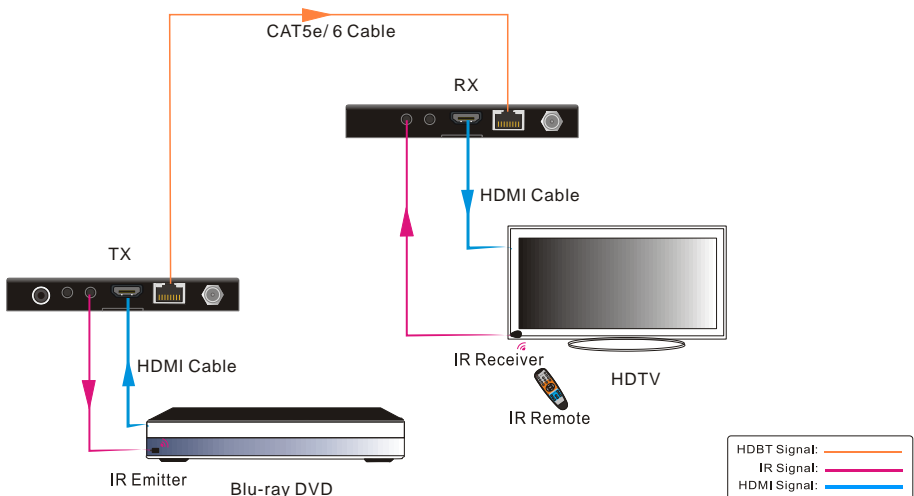 CAT5e/ 6 Cable
RX
HDMI Cable
TX
HDMI Cable
IR Receiver
HDTV
IR Remote
IR Emitter
Blu-ray DVD
HDBT Signal:
IR Signal:
HDMI Signal: